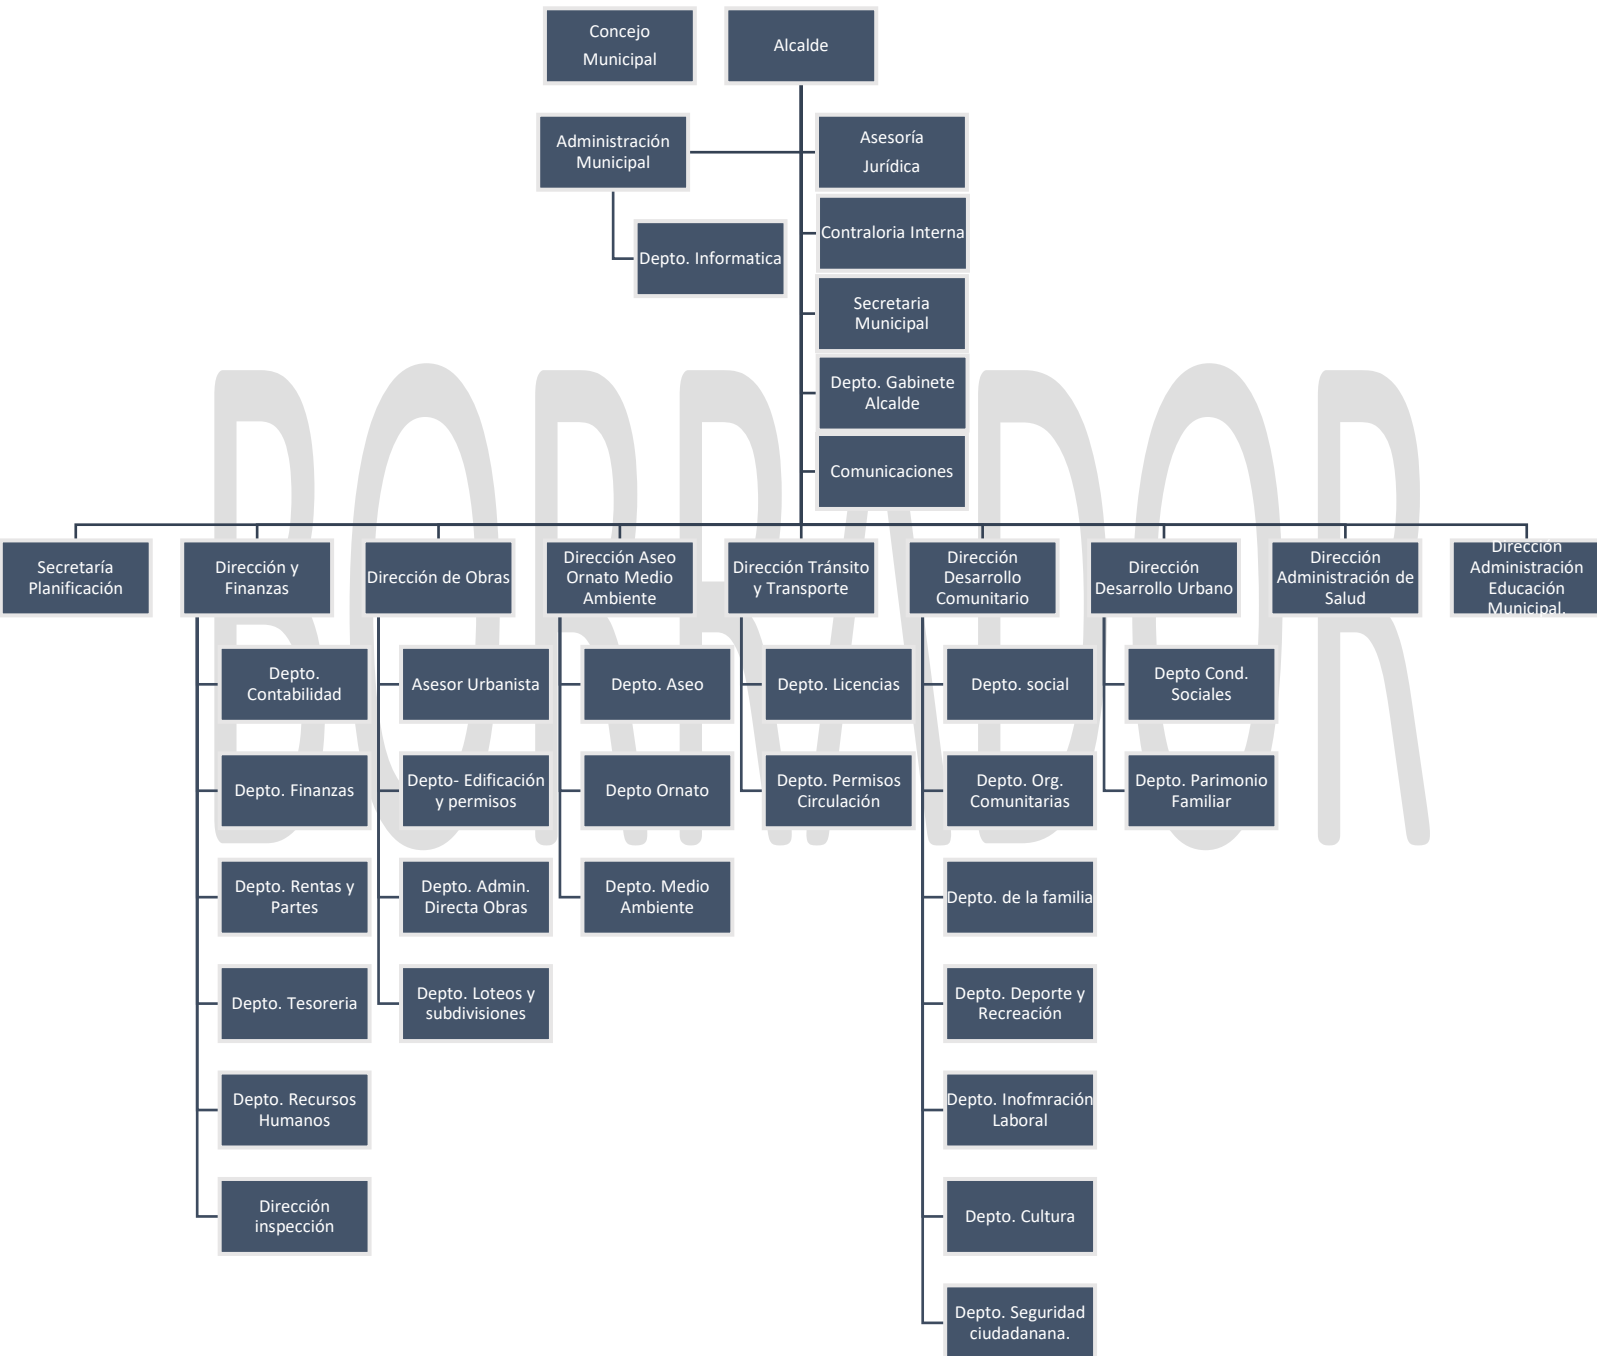 Concejo
Municipal
Alcalde
Administración
Municipal
Asesoría
Jurídica
Contraloria Interna
Depto. Informatica
Secretaria
Municipal
Depto. Gabinete
Alcalde
Comunicaciones
BORRADOR
Secretaría
Planificación
Dirección y
Finanzas
Dirección de Obras
Dirección Aseo
Ornato Medio
Ambiente
Dirección Tránsito
y Transporte
Dirección
Desarrollo
Comunitario
Dirección
Desarrollo Urbano
Dirección
Administración de
Salud
Dirección
Administración
Educación
Municipal.
Depto.
Contabilidad
Depto. Finanzas
Depto. Rentas y
Partes
Depto. Tesoreria
Depto. Recursos
Humanos
Dirección
inspección
Asesor Urbanista
Depto- Edificación
y permisos
Depto. Admin.
Directa Obras
Depto. Loteos y
subdivisiones
Depto. Aseo
Depto Ornato
Depto. Medio
Ambiente
Depto. Licencias
Depto. Permisos
Circulación
Depto. social
Depto. Org.
Comunitarias
Depto. de la familia
Depto. Deporte y
Recreación
Depto. Inofmración
Laboral
Depto. Cultura
Depto. Seguridad
ciudadanana.
Depto Cond.
Sociales
Depto. Parimonio
Familiar